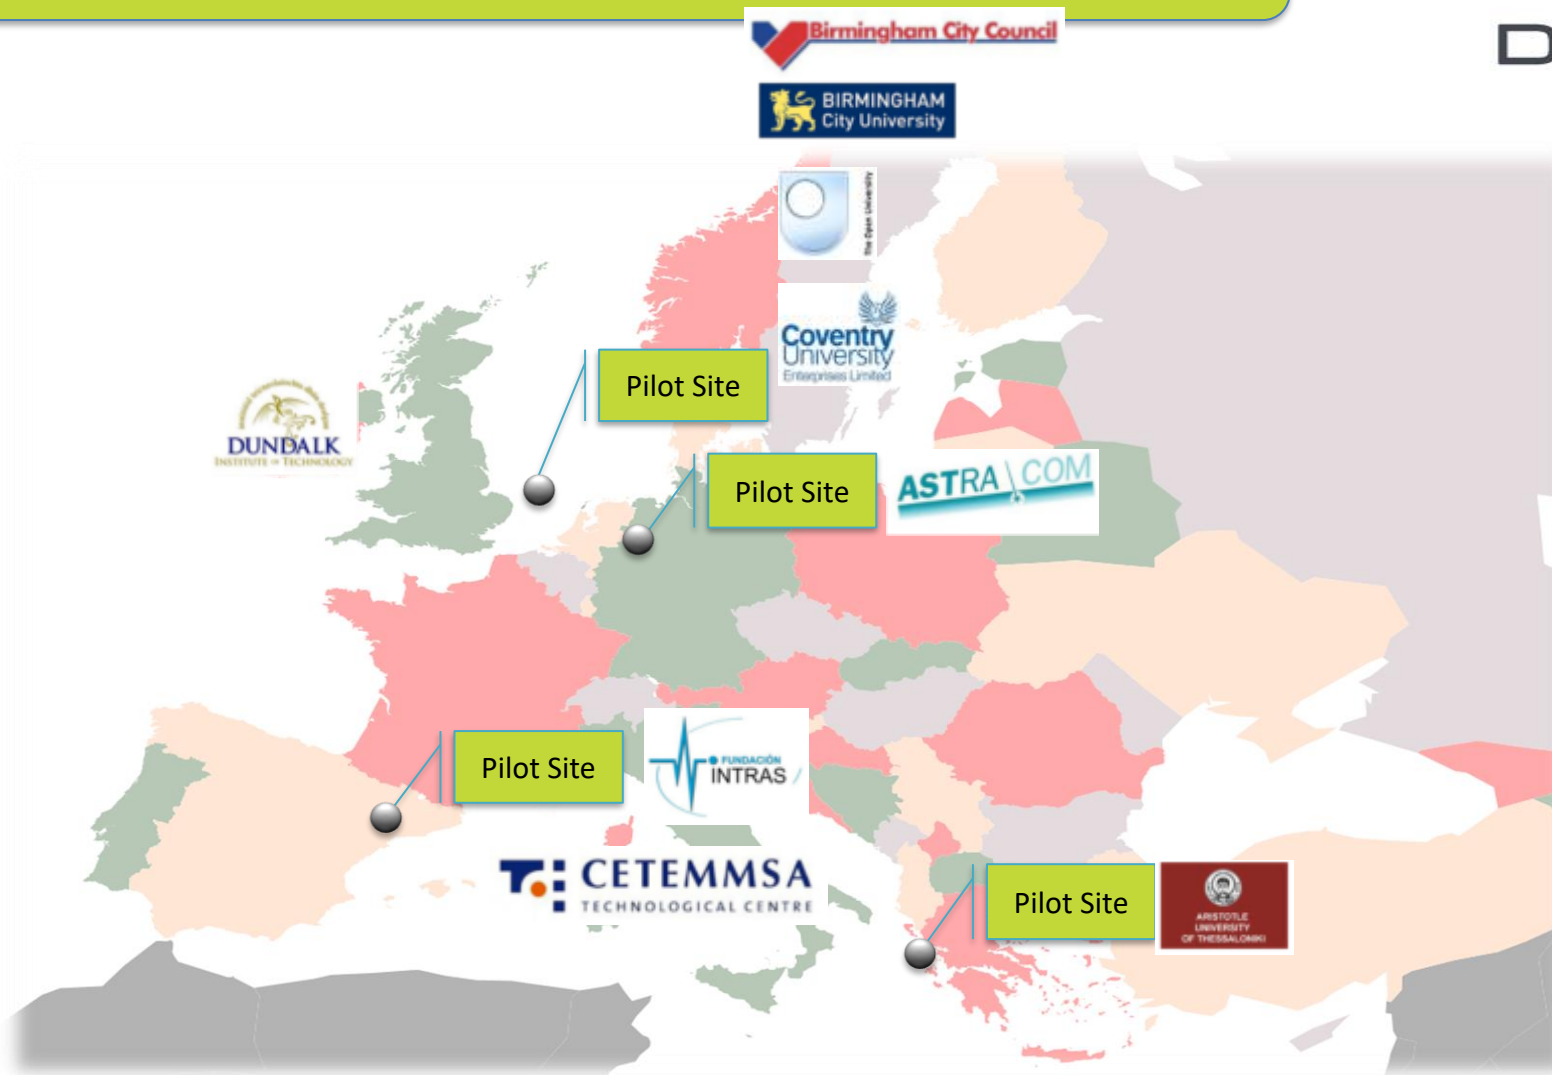 Birmingham City Council
D
BIRMINGHAM
City University
The Open University
Coventry
University
Enterprises Limited
Pilot Site
DUNDALK
INSTITUTE OF TECHNOLOGY
Pilot Site
ASTRA COM
Pilot Site
FUNDACIÓN
INTRAS
CETEMMSA
TECHNOLOGICAL CENTRE
Pilot Site
ARISTOTLE
UNIVERSITY
OF THESSALONIKI